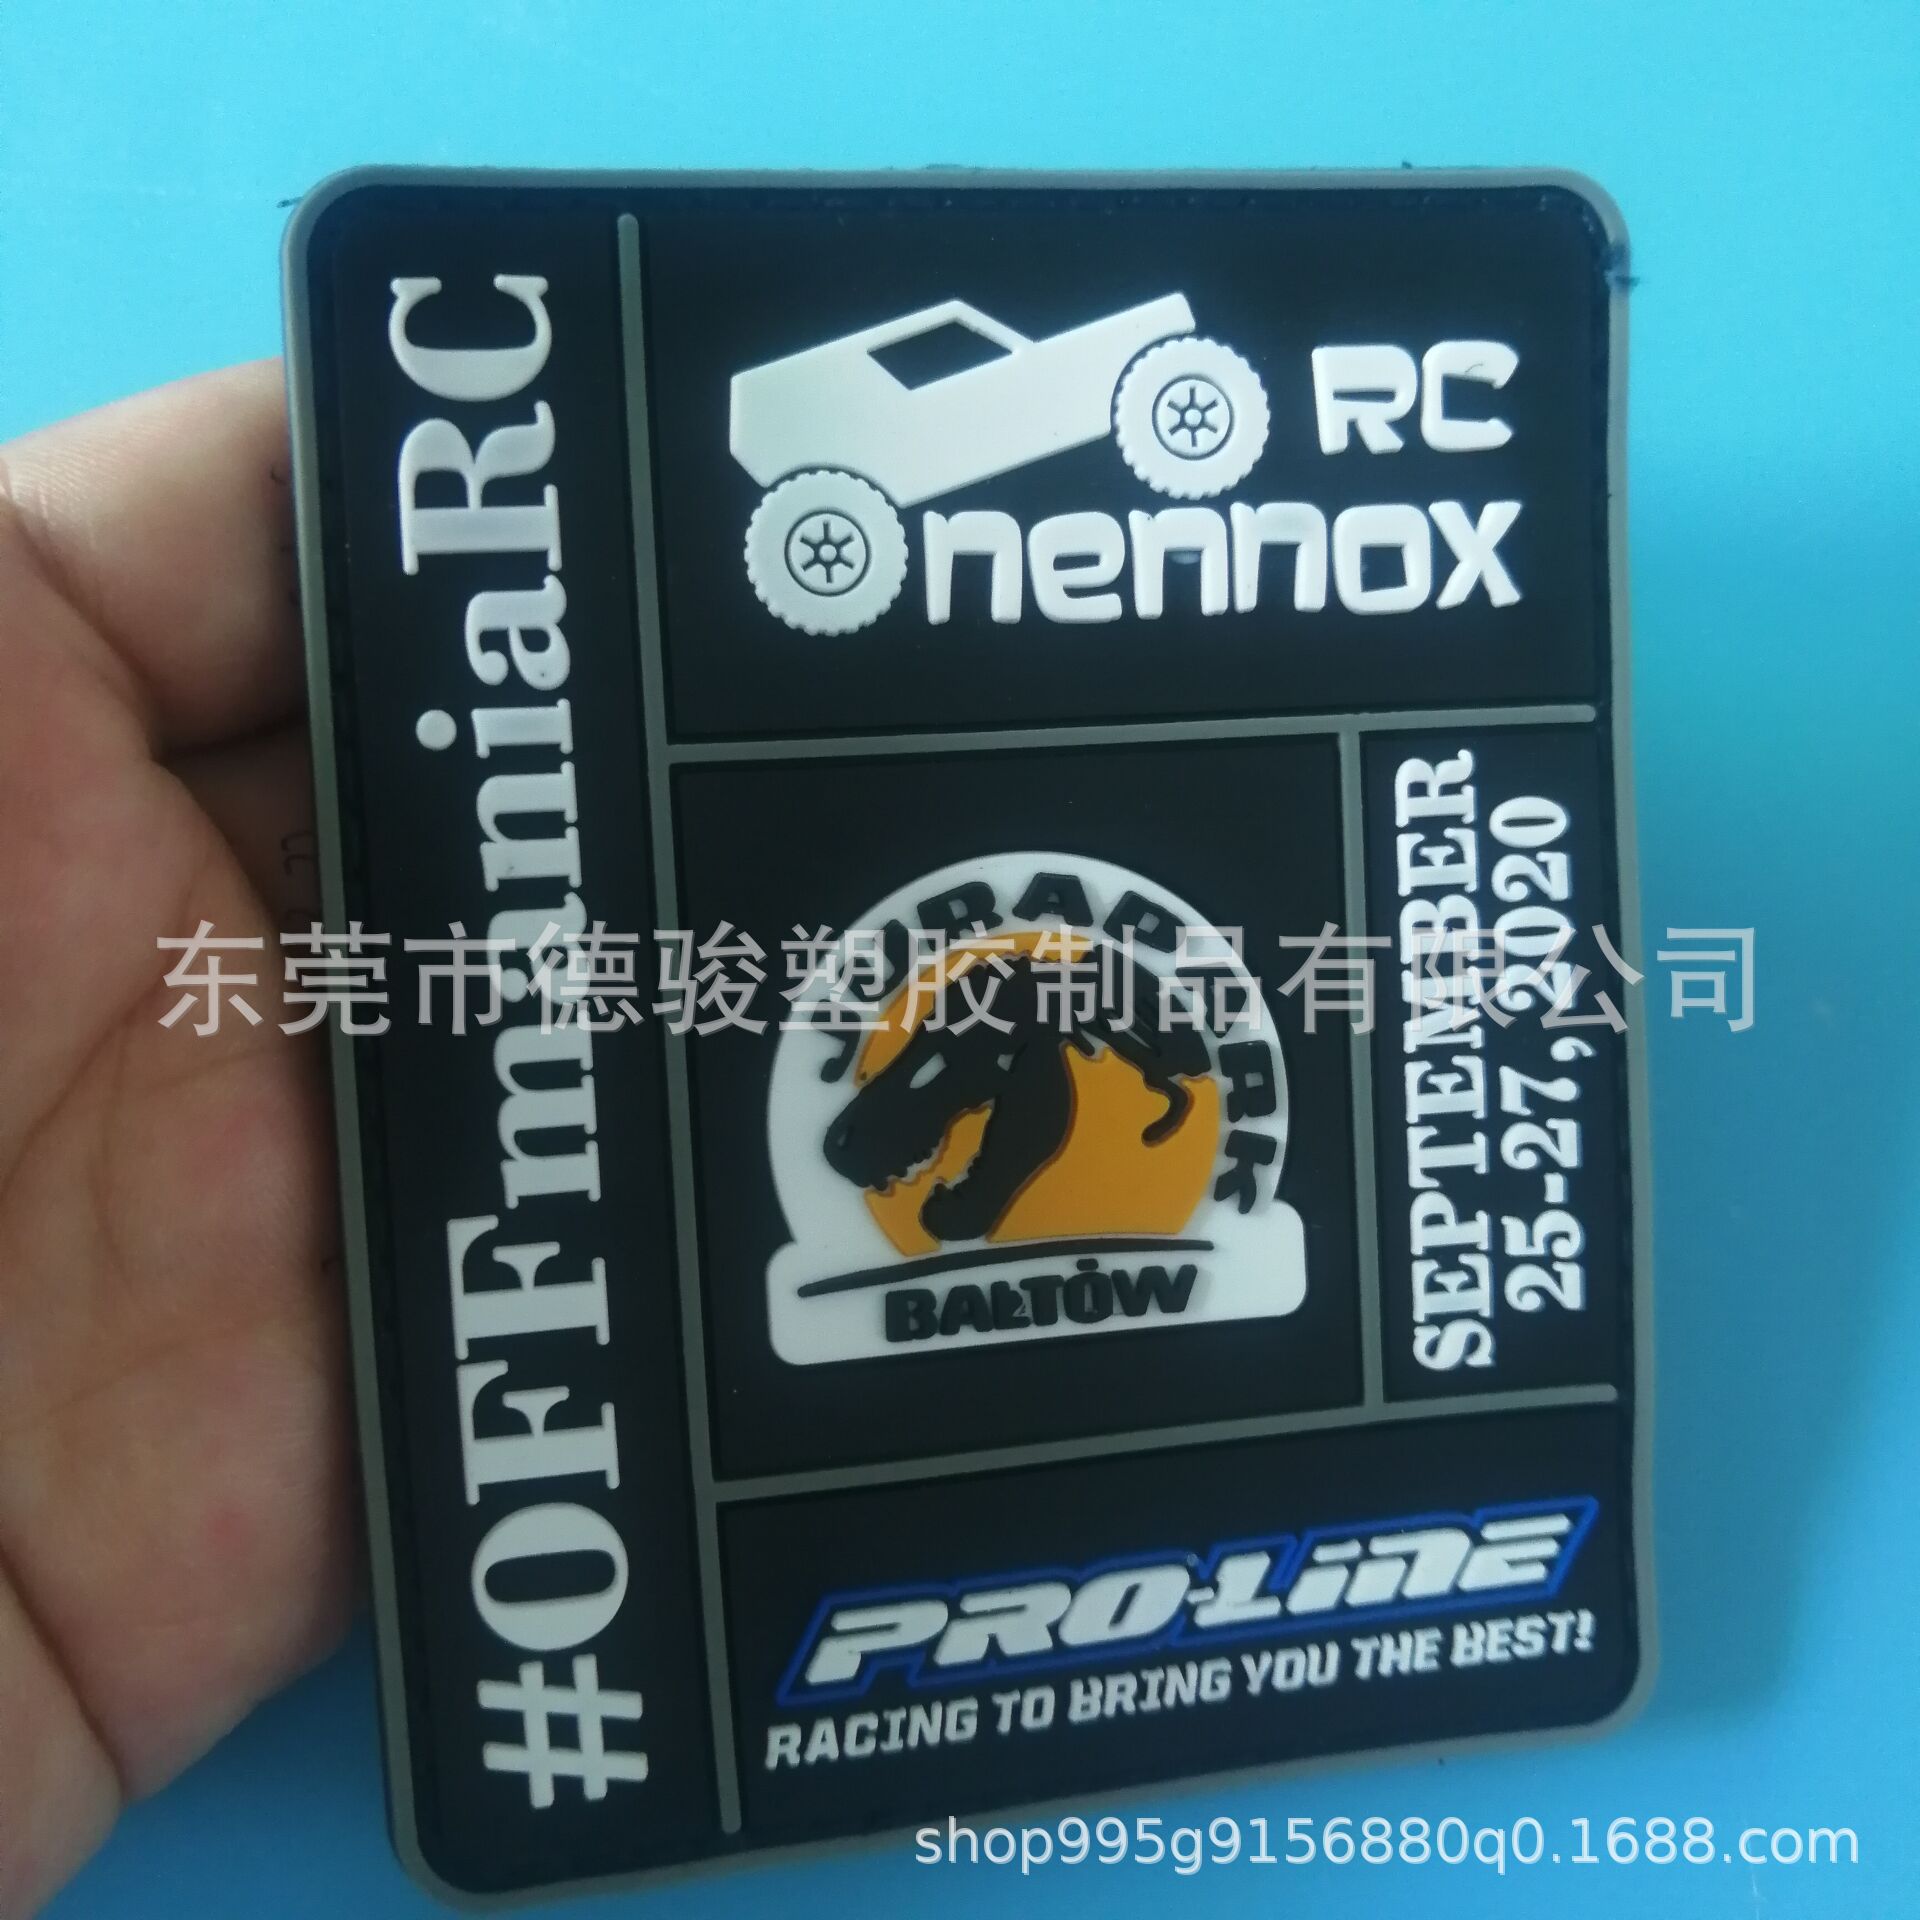 #OFFmaniaRC
RC
nennox
JURAPARK
BAŁTÓW
SEPTEMBER
25-27, 2020
PRO-LINE
RACING TO BRING YOU THE BEST!
东莞市德骏塑胶制品有限公司
shop995g9156880q0.1688.com